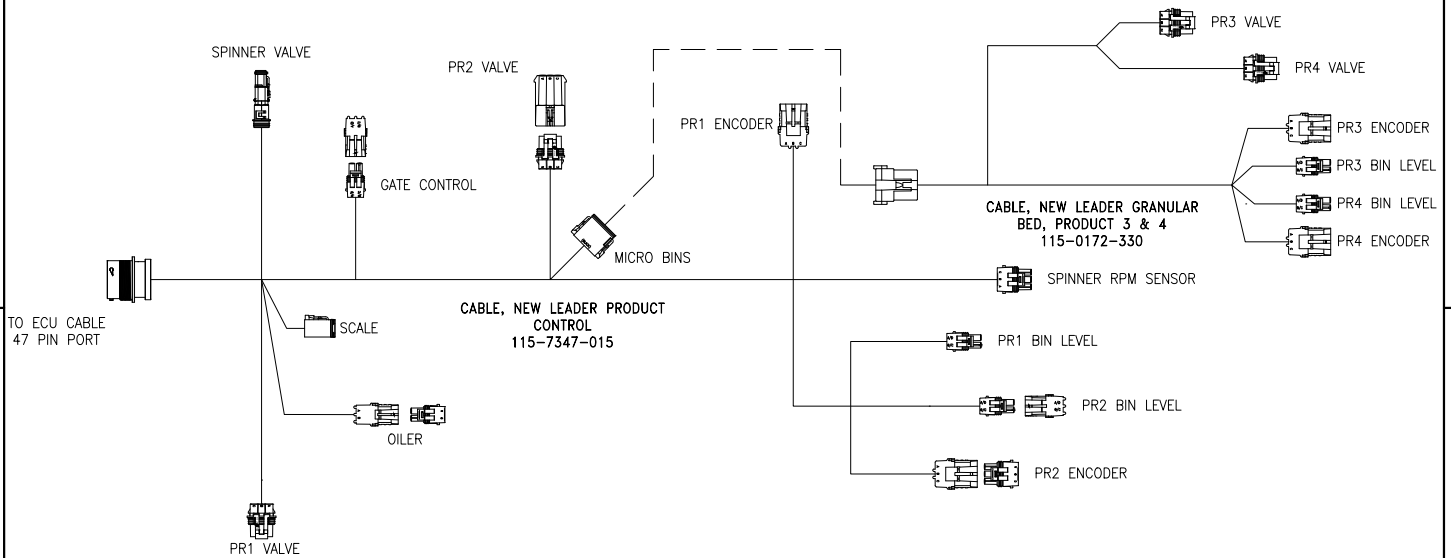 PR3 VALVE
SPINNER VALVE
PR2 VALVE
PR4 VALVE
PR1 ENCODER
PR3 ENCODER
PR3 BIN LEVEL
GATE CONTROL
PR4 BIN LEVEL
CABLE, NEW LEADER GRANULAR
BED, PRODUCT 3 & 4
115-0172-330
PR4 ENCODER
MICRO BINS
SPINNER RPM SENSOR
CABLE, NEW LEADER PRODUCT
CONTROL
115-7347-015
TO ECU CABLE
47 PIN PORT
SCALE
PR1 BIN LEVEL
PR2 BIN LEVEL
OILER
PR2 ENCODER
PR1 VALVE